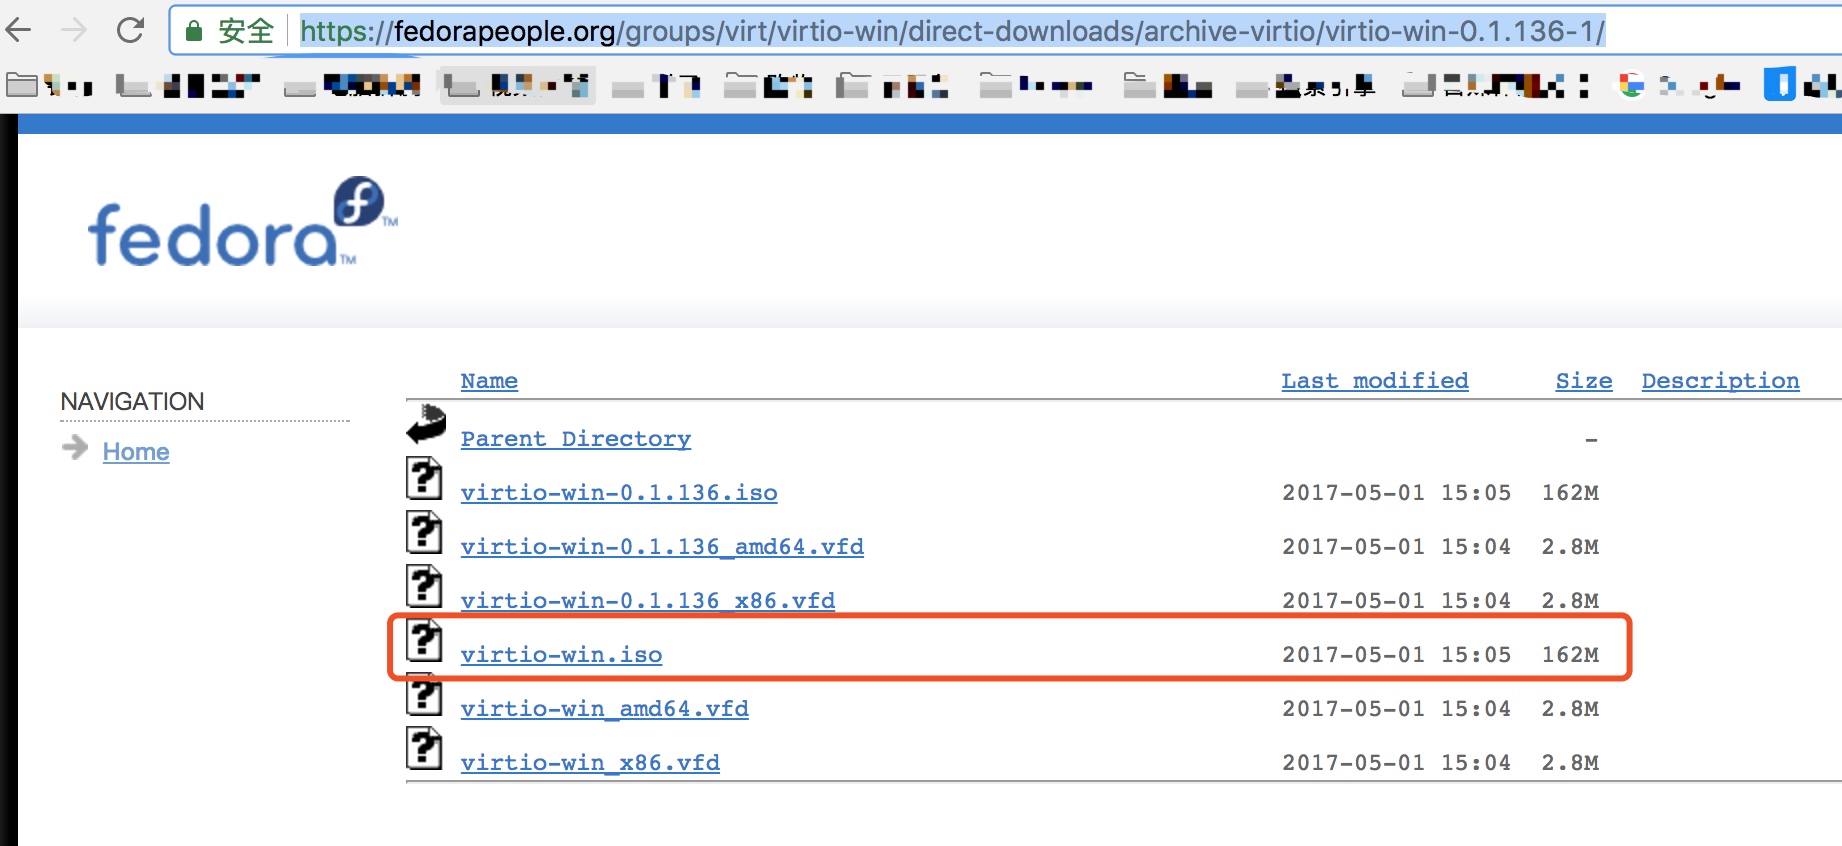 安全 https://fedorapeople.org/groups/virt/virtio-win/direct-downloads/archive-virtio/virtio-win-0.1.136-1/
fedora™
NAVIGATION
Home
Name Last modified Size Description
Parent Directory -
virtio-win-0.1.136.iso 2017-05-01 15:05 162M
virtio-win-0.1.136_amd64.vfd 2017-05-01 15:04 2.8M
virtio-win-0.1.136_x86.vfd 2017-05-01 15:04 2.8M
virtio-win.iso 2017-05-01 15:05 162M
virtio-win_amd64.vfd 2017-05-01 15:04 2.8M
virtio-win_x86.vfd 2017-05-01 15:04 2.8M